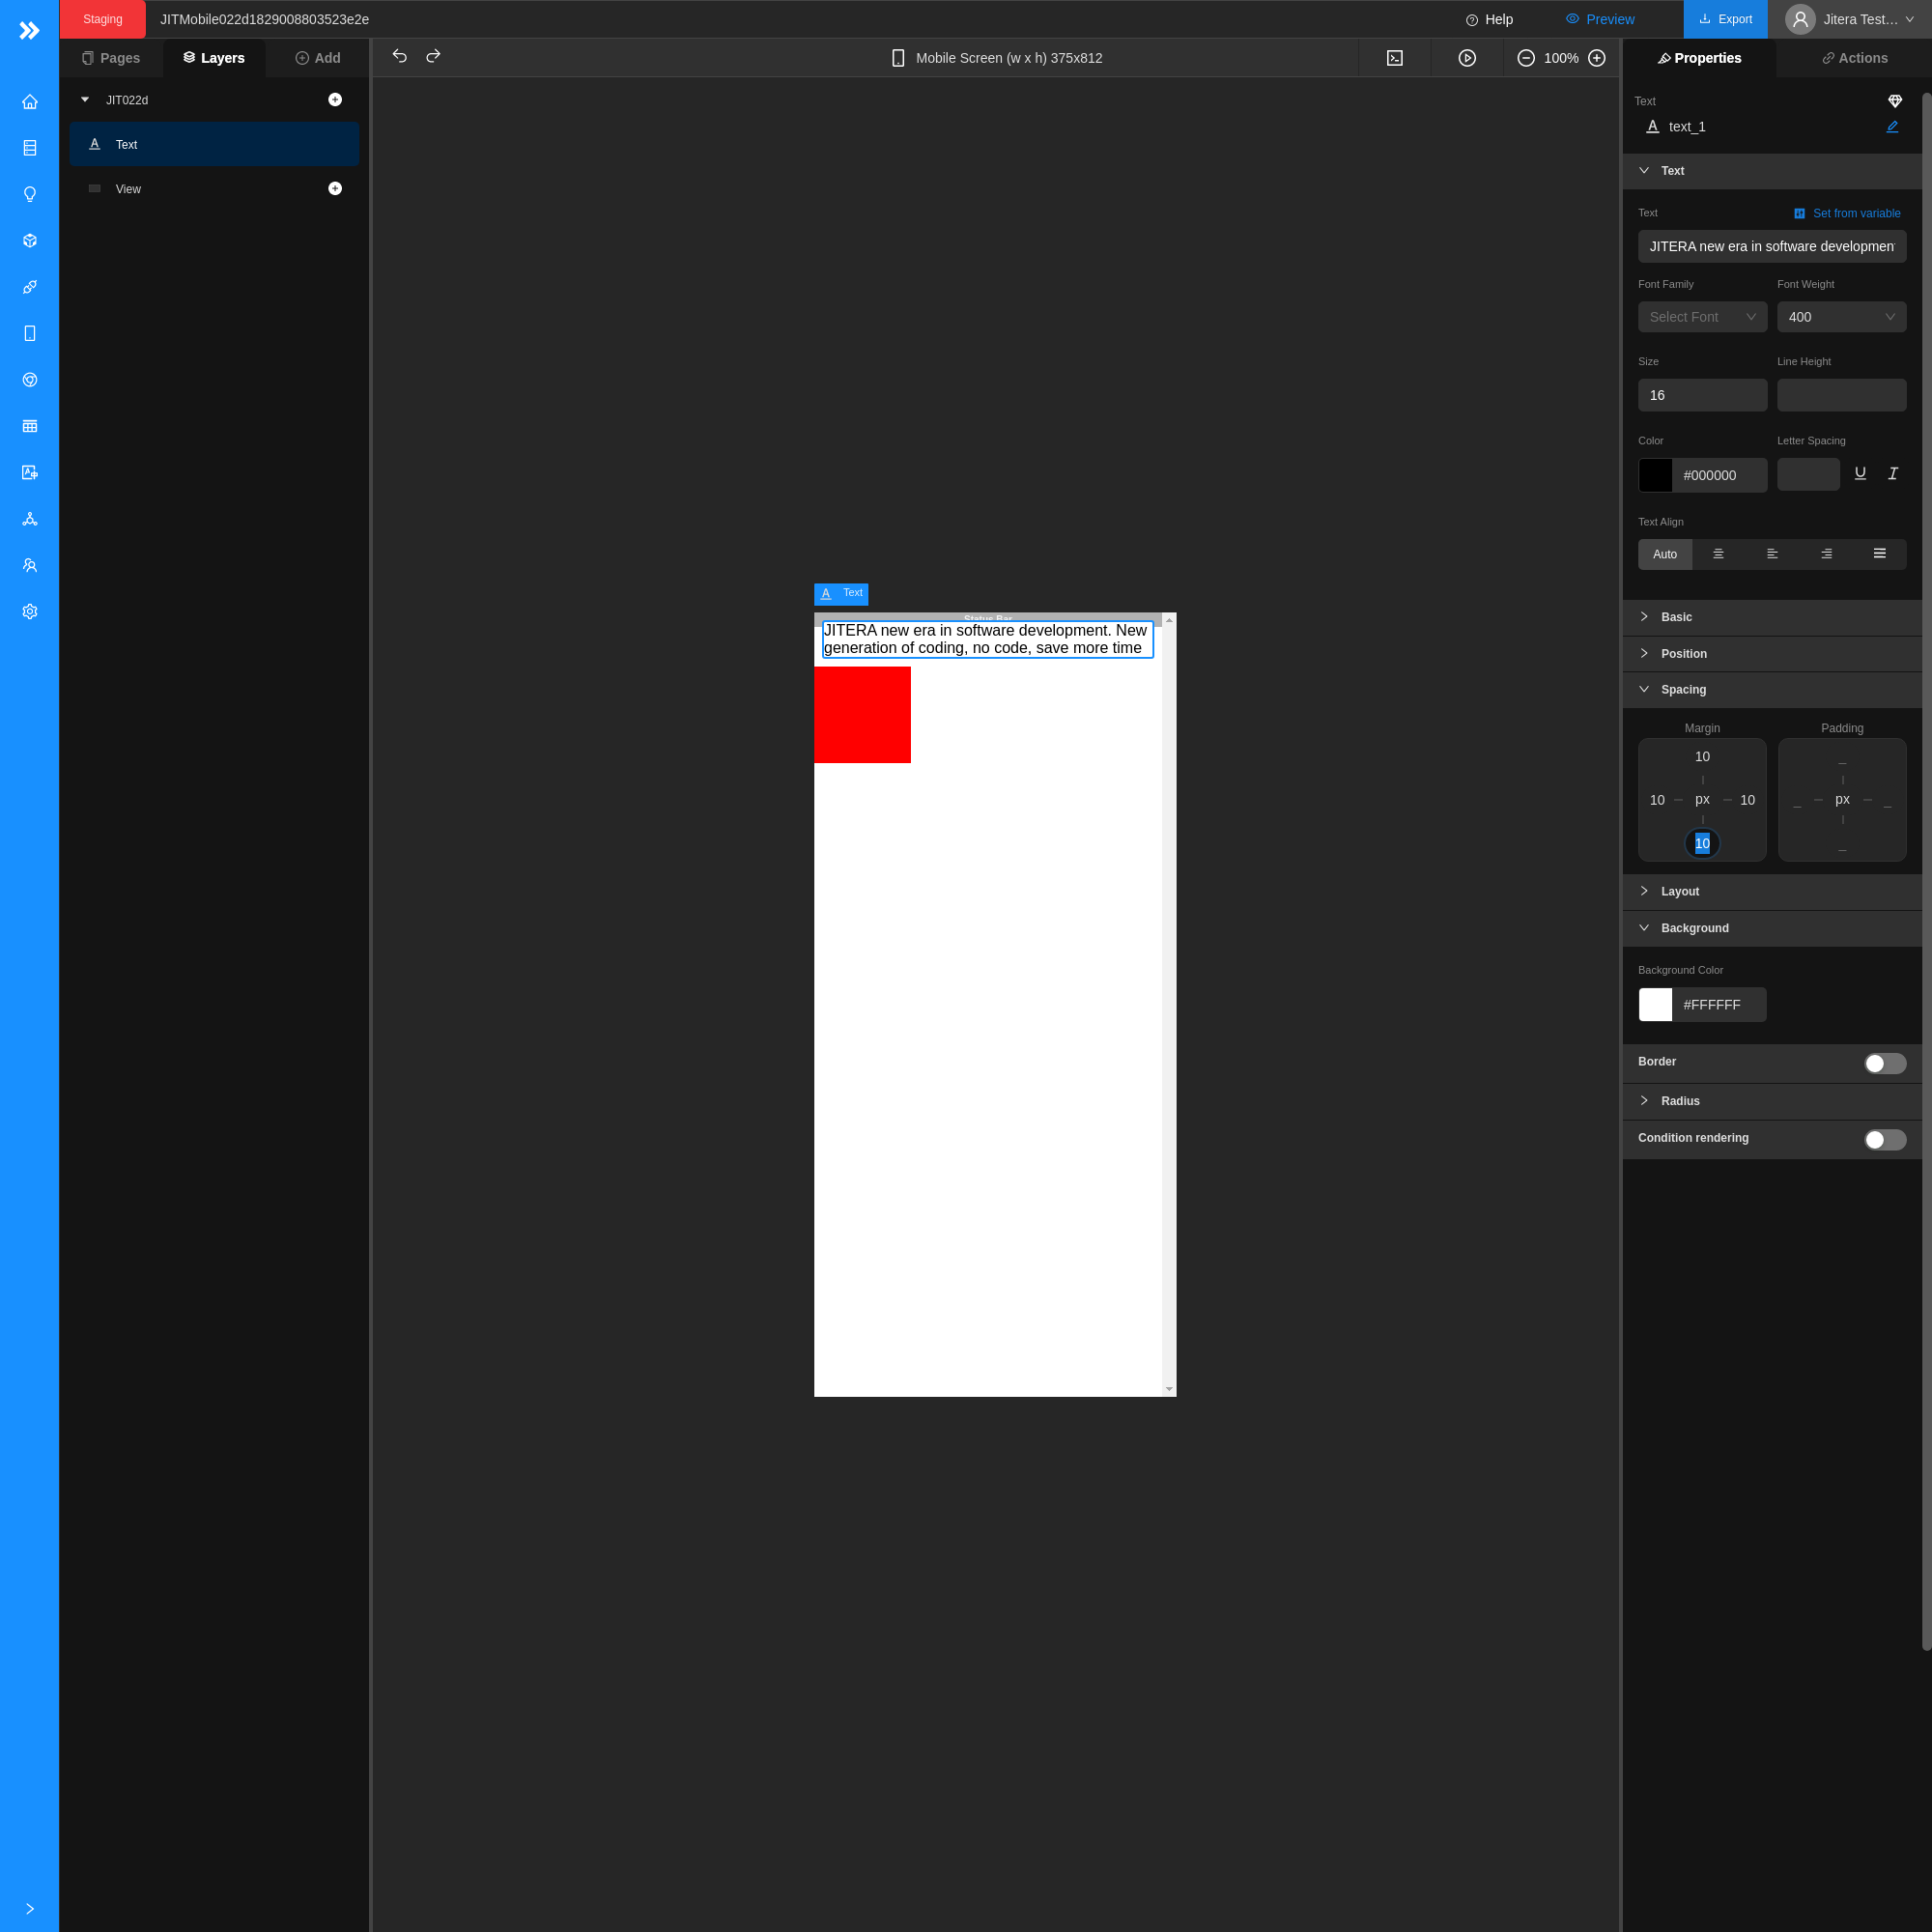 Staging
JITMobile022d1829008803523e2e
Help
Preview
Export
Jitera Test…
Pages
Layers
Add
Mobile Screen (w x h) 375x812
100%
Properties
Actions
JIT022d
Text
View
Text
text_1
Text
Text
Set from variable
JITERA new era in software developmen
Font Family
Font Weight
Select Font
400
Size
Line Height
16
Color
Letter Spacing
#000000
Text Align
Auto
Text
Status Bar
JITERA new era in software development. New
generation of coding, no code, save more time
Basic
Position
Spacing
Margin
Padding
10
10
px
10
10
px
Layout
Background
Background Color
#FFFFFF
Border
Radius
Condition rendering